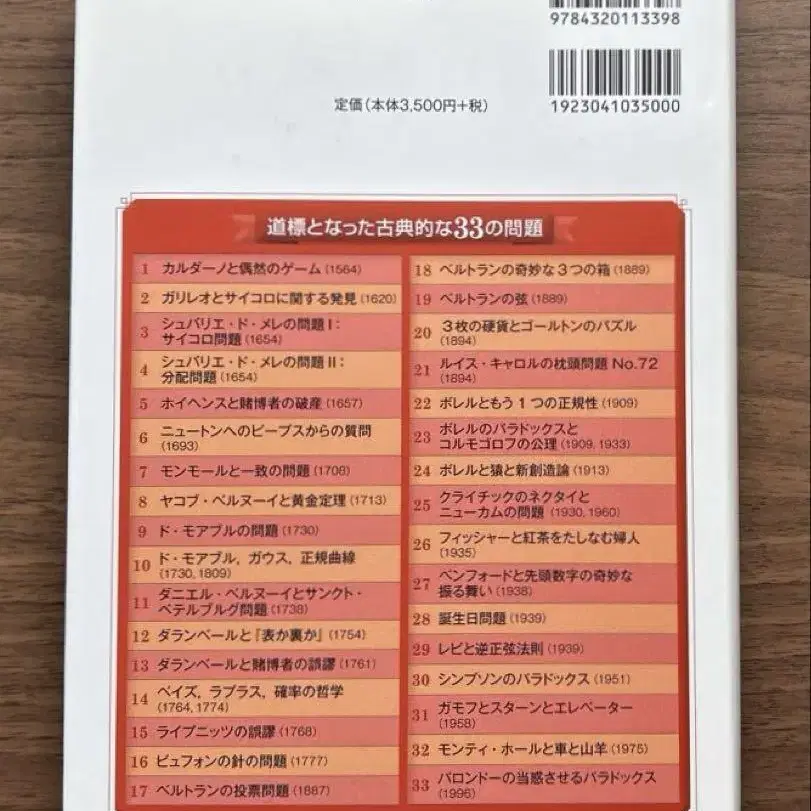 9784320113398
定価(本体3,500円+税)
1923041035000
道標となった古典的な33の問題
1 カルダーノと偶然のゲーム (1564)
2 ガリレオとサイコロに関する発見 (1620)
3 シュバリエ・ド・メレの問題I:
サイコロ問題 (1654)
4 シュバリエ・ド・メレの問題II:
分配問題 (1654)
5 ホイヘンスと賭博者の破産 (1657)
6 ニュートンへのピープスからの質問
(1693)
7 モンモールと一致の問題 (1708)
8 ヤコブ・ベルヌーイと黄金定理 (1713)
9 ド・モアブルの問題 (1730)
10 ド・モアブル, ガウス, 正規曲線
(1730, 1809)
11 ダニエル・ベルヌーイとサンクト・
ペテルブルグ問題 (1738)
12 ダランベールと『表か裏か』 (1754)
13 ダランベールと賭博者の誤謬 (1761)
14 ベイズ, ラプラス, 確率の哲学
(1764, 1774)
15 ライプニッツの誤謬 (1768)
16 ビュフォンの針の問題 (1777)
17 ベルトランの投票問題 (1887)
18 ベルトランの奇妙な3つの箱 (1889)
19 ベルトランの弦 (1889)
20 3枚の硬貨とゴールトンのパズル
(1894)
21 ルイス・キャロルの枕頭問題 No.72
(1894)
22 ボレルともう1つの正規性 (1909)
23 ボレルのパラドックスと
コルモゴロフの公理 (1909, 1933)
24 ボレルと猿と新創造論 (1913)
25 クライチックのネクタイと
ニューカムの問題 (1930, 1960)
26 フィッシャーと紅茶をたしなむ婦人
(1935)
27 ベンフォードと先頭数字の奇妙な
振る舞い (1938)
28 誕生日問題 (1939)
29 レビと逆正弦法則 (1939)
30 シンプソンのパラドックス (1951)
31 ガモフとスターンとエレベーター
(1958)
32 モンティ・ホールと車と山羊 (1975)
33 パロンドーの当惑させるパラドックス
(1996)